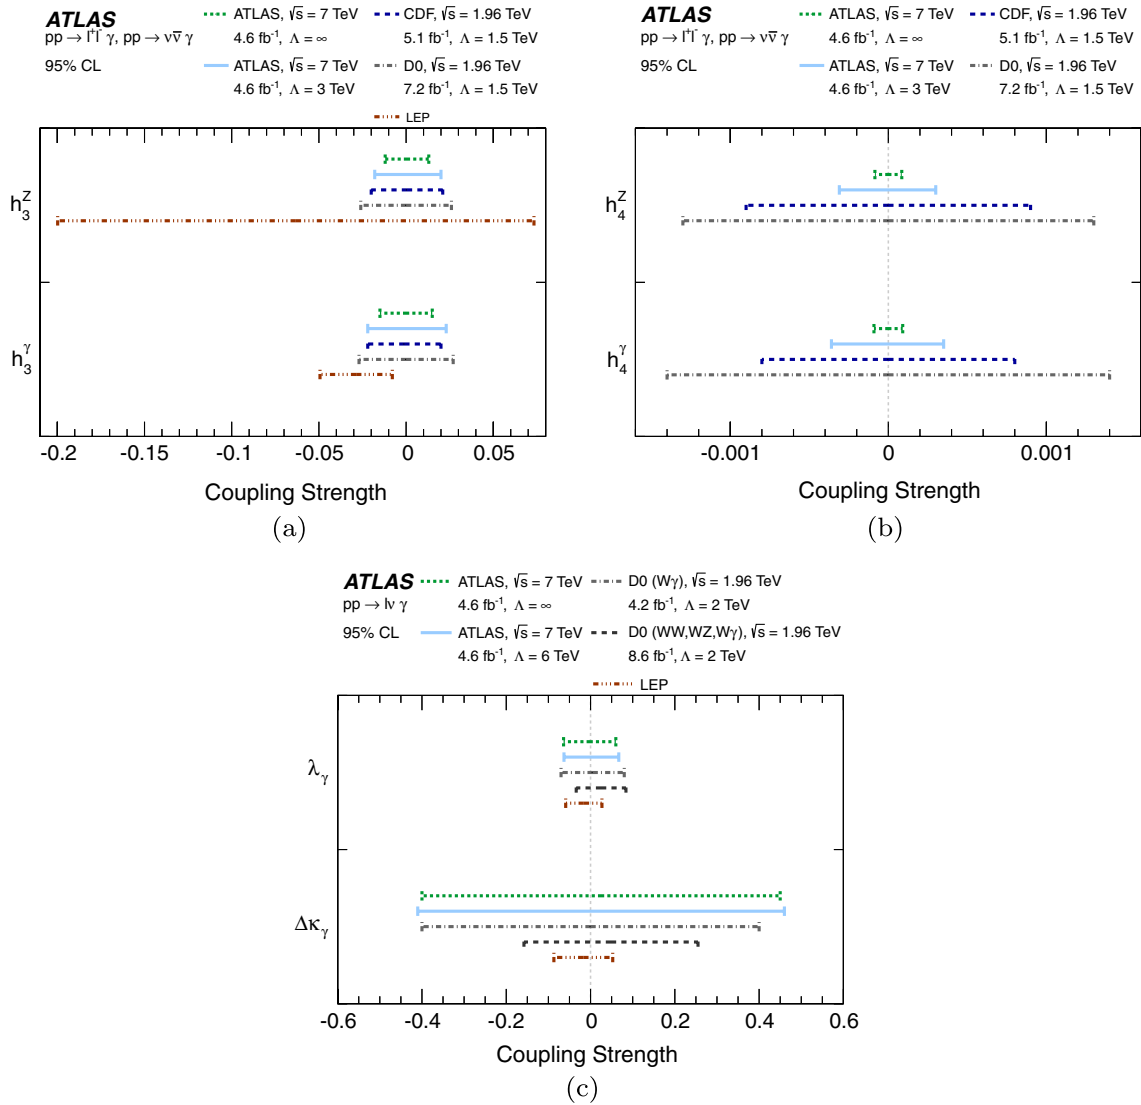 ATLAS
pp → l⁺l⁻ γ, pp → νν̅ γ
95% CL
ATLAS, √s = 7 TeV
4.6 fb⁻¹, Λ = ∞
ATLAS, √s = 7 TeV
4.6 fb⁻¹, Λ = 3 TeV
CDF, √s = 1.96 TeV
5.1 fb⁻¹, Λ = 1.5 TeV
D0, √s = 1.96 TeV
7.2 fb⁻¹, Λ = 1.5 TeV
LEP
h₃ᶻ
h₃ᵞ
-0.2 -0.15 -0.1 -0.05 0 0.05
Coupling Strength
(a)
ATLAS
pp → l⁺l⁻ γ, pp → νν̅ γ
95% CL
ATLAS, √s = 7 TeV
4.6 fb⁻¹, Λ = ∞
ATLAS, √s = 7 TeV
4.6 fb⁻¹, Λ = 3 TeV
CDF, √s = 1.96 TeV
5.1 fb⁻¹, Λ = 1.5 TeV
D0, √s = 1.96 TeV
7.2 fb⁻¹, Λ = 1.5 TeV
h₄ᶻ
h₄ᵞ
-0.001 0 0.001
Coupling Strength
(b)
ATLAS
pp → lν γ
95% CL
ATLAS, √s = 7 TeV
4.6 fb⁻¹, Λ = ∞
ATLAS, √s = 7 TeV
4.6 fb⁻¹, Λ = 6 TeV
D0 (Wγ), √s = 1.96 TeV
4.2 fb⁻¹, Λ = 2 TeV
D0 (WW,WZ,Wγ), √s = 1.96 TeV
8.6 fb⁻¹, Λ = 2 TeV
LEP
λᵧ
Δκᵧ
-0.6 -0.4 -0.2 0 0.2 0.4 0.6
Coupling Strength
(c)